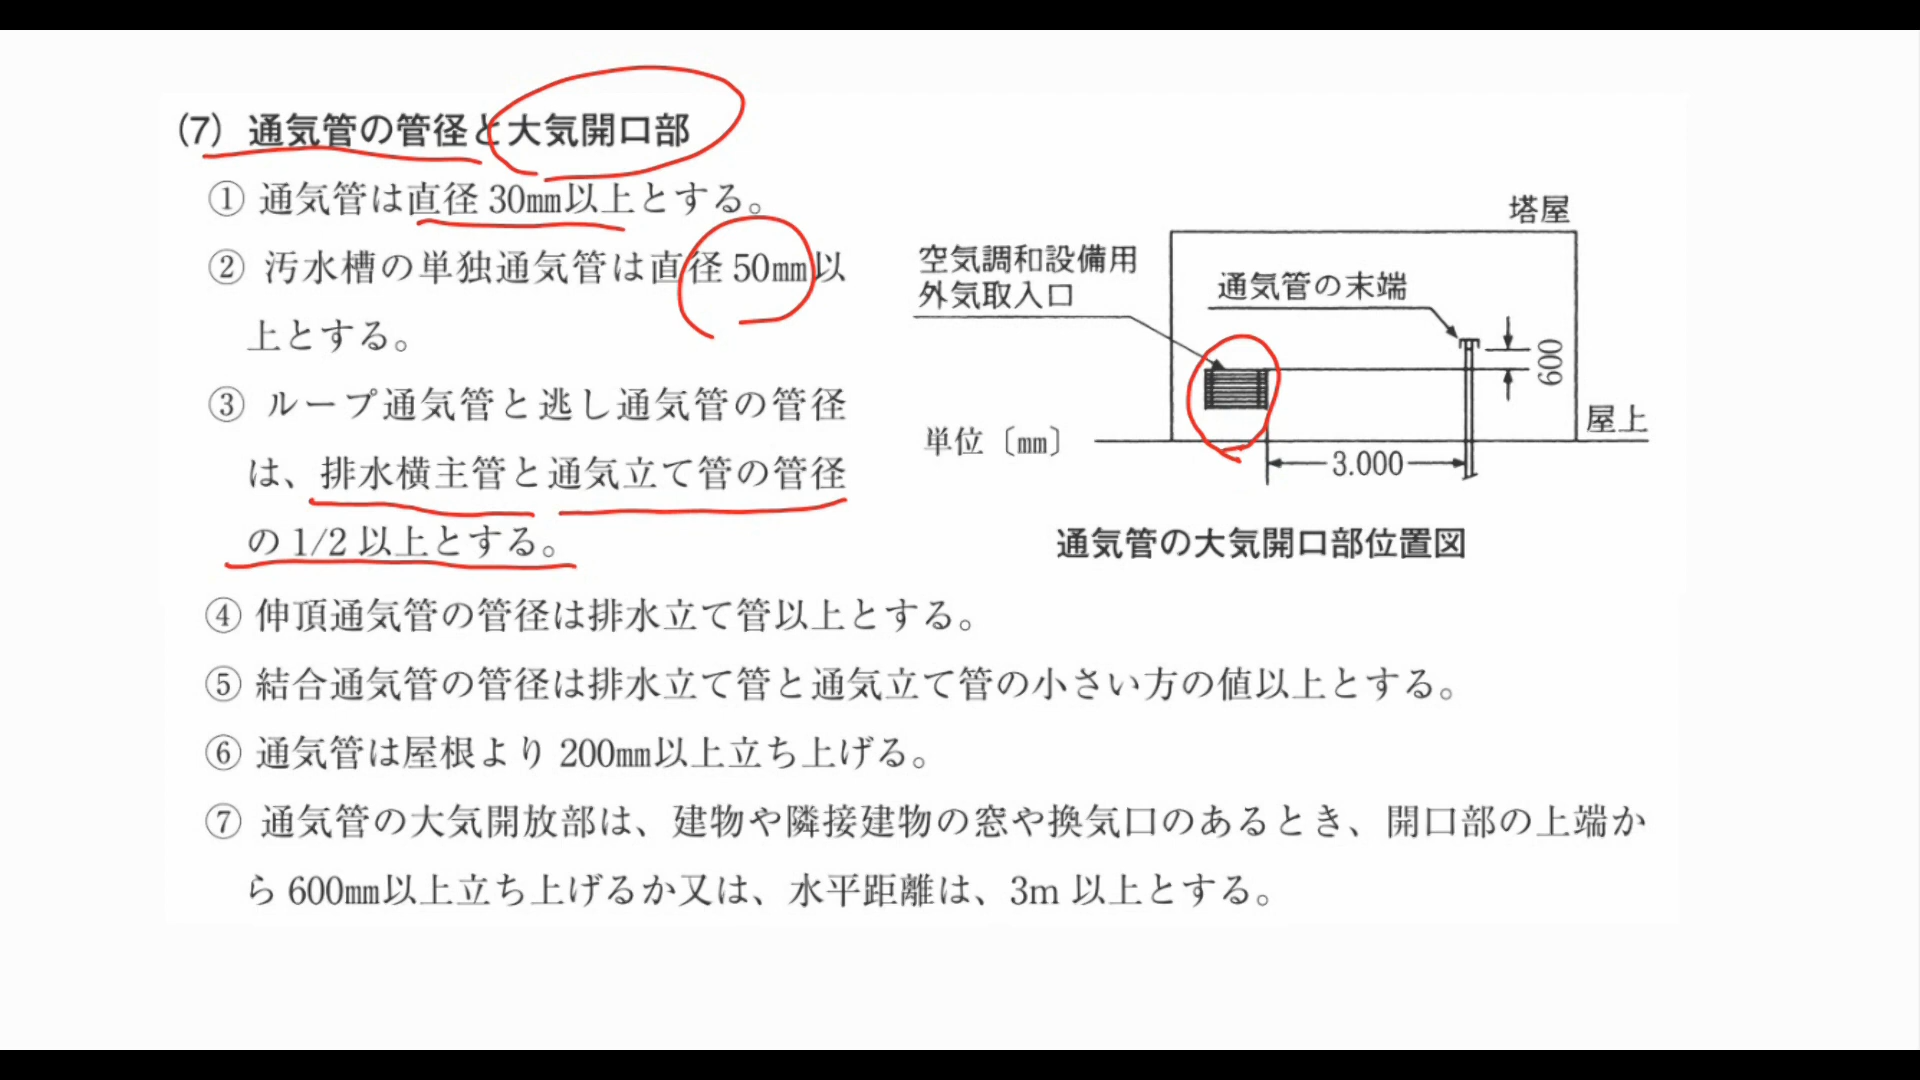 (7) 通気管の管径と大気開口部
① 通気管は直径 30㎜以上とする。
② 汚水槽の単独通気管は直径 50㎜以
上とする。
③ ループ通気管と逃し通気管の管径
は、排水横主管と通気立て管の管径
の 1/2 以上とする。
塔屋
空気調和設備用
外気取入口
通気管の末端
600
屋上
単位〔㎜〕
3.000
通気管の大気開口部位置図
④ 伸頂通気管の管径は排水立て管以上とする。
⑤ 結合通気管の管径は排水立て管と通気立て管の小さい方の値以上とする。
⑥ 通気管は屋根より 200㎜以上立ち上げる。
⑦ 通気管の大気開放部は、建物や隣接建物の窓や換気口のあるとき、開口部の上端か
ら 600㎜以上立ち上げるか又は、水平距離は、3m 以上とする。